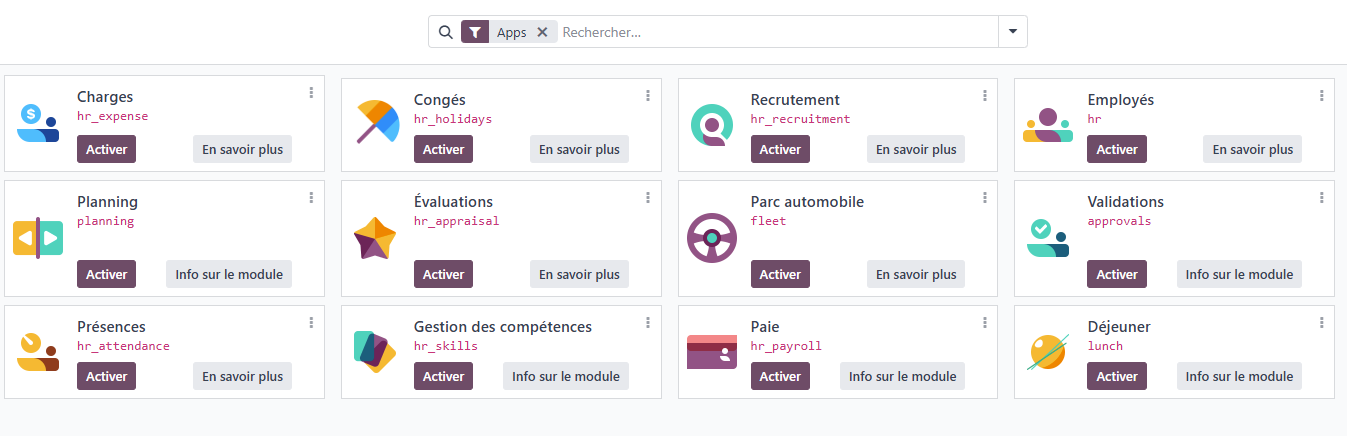 Apps
Rechercher...
Charges
hr_expense
Activer
En savoir plus
Congés
hr_holidays
Activer
En savoir plus
Recrutement
hr_recruitment
Activer
En savoir plus
Employés
hr
Activer
En savoir plus
Planning
planning
Activer
Info sur le module
Évaluations
hr_appraisal
Activer
En savoir plus
Parc automobile
fleet
Activer
En savoir plus
Validations
approvals
Activer
Info sur le module
Présences
hr_attendance
Activer
En savoir plus
Gestion des compétences
hr_skills
Activer
Info sur le module
Paie
hr_payroll
Activer
Info sur le module
Déjeuner
lunch
Activer
Info sur le module